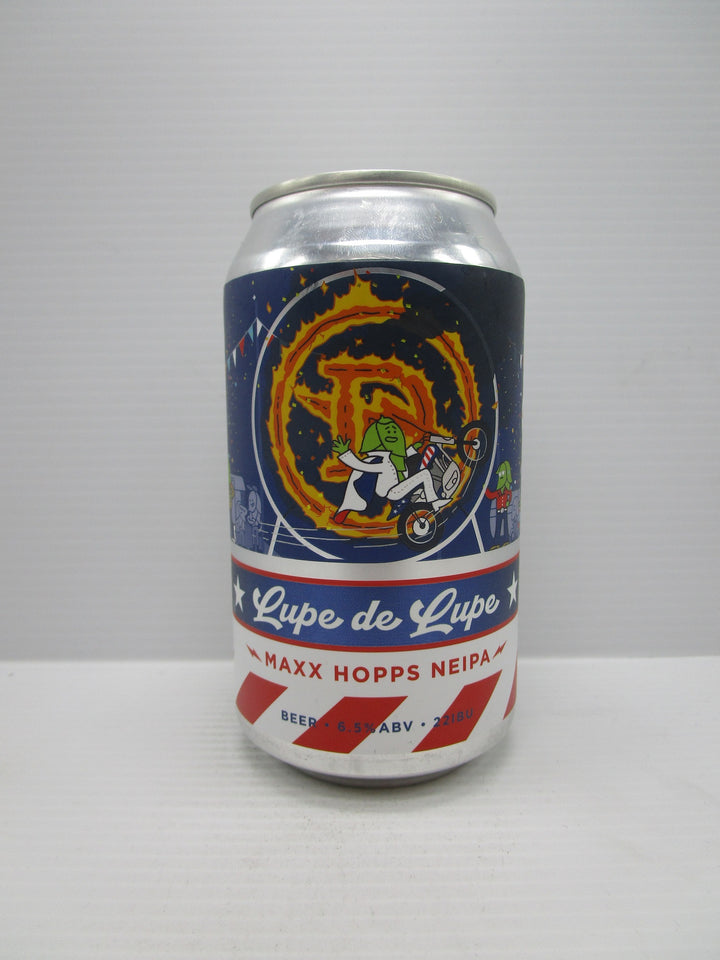 Lupe de Lupe
MAXX HOPPS NEIPA
BEER • 6.5% ABV • 22IBU